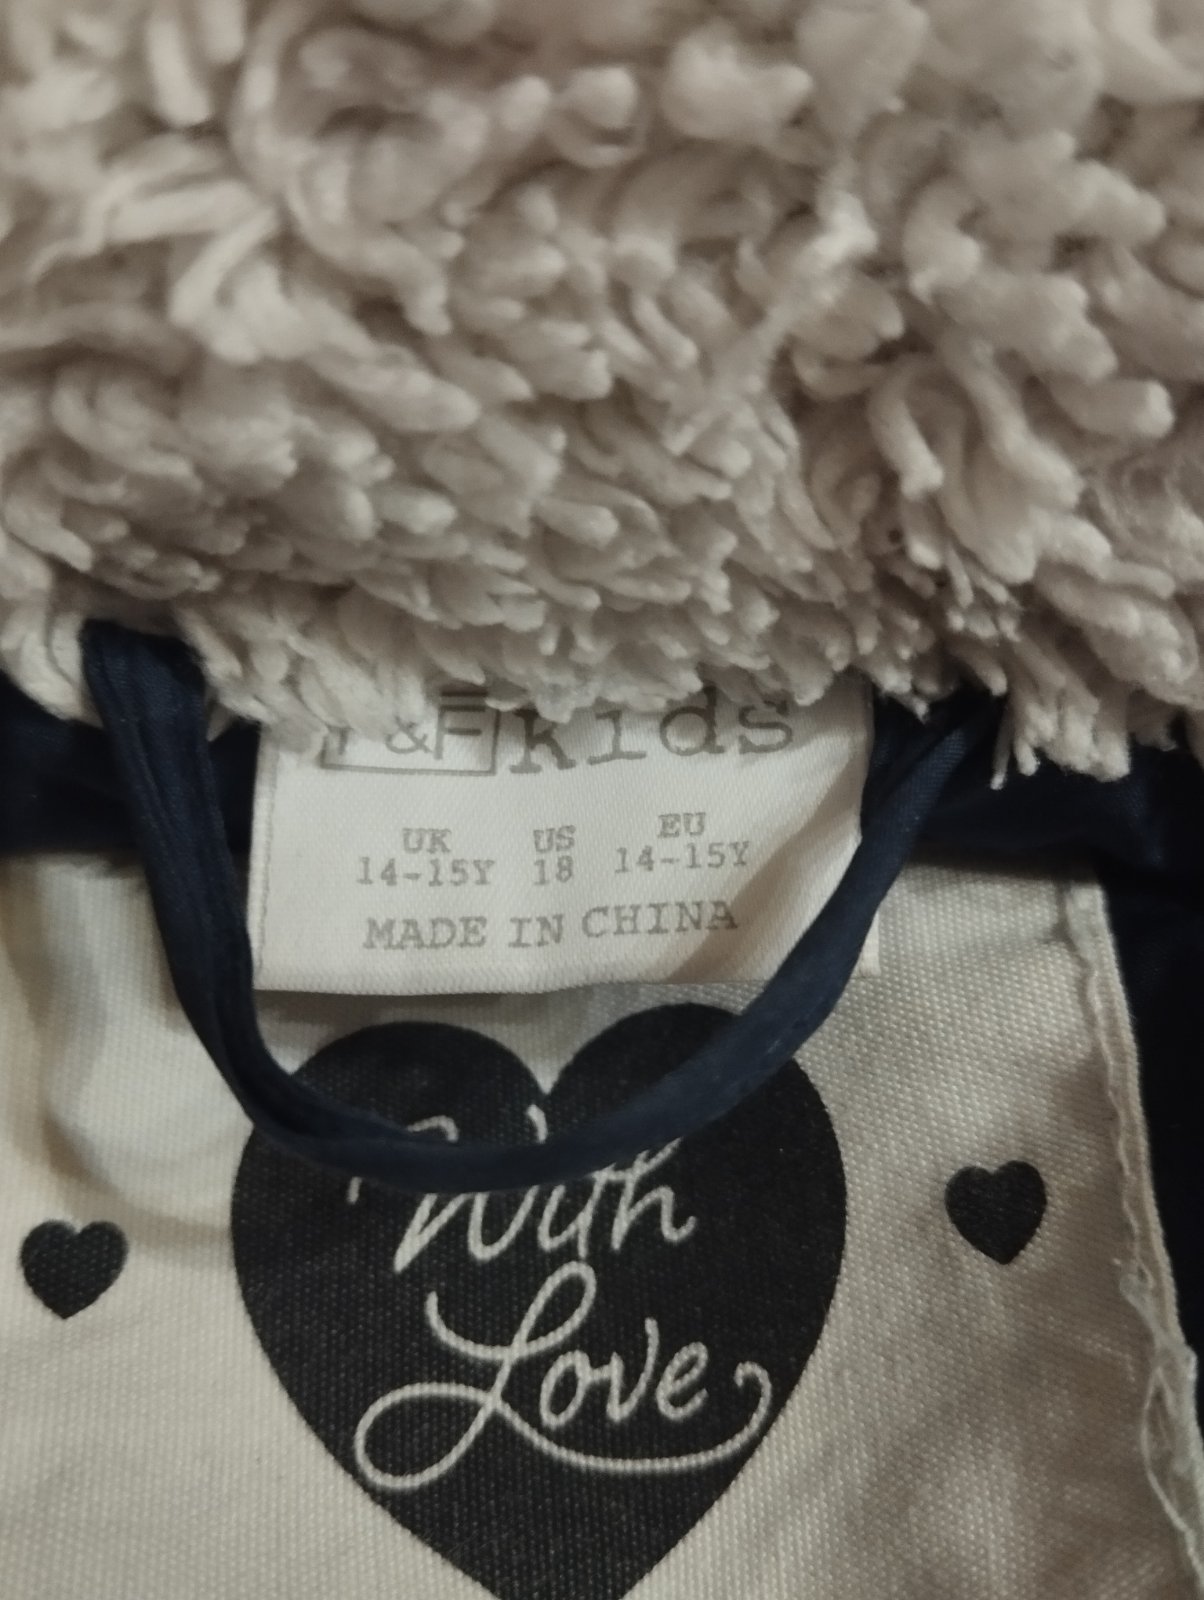 F&F kids
UK US EU
14-15Y 18 14-15Y
MADE IN CHINA
With
Love